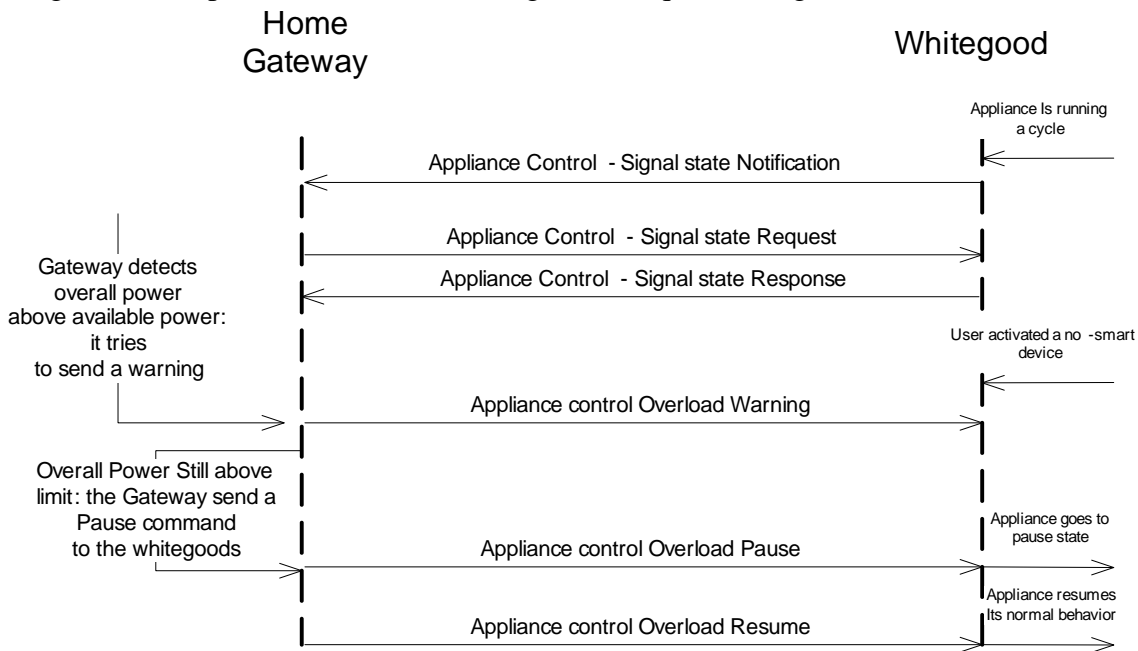 Home
Gateway
Whitegood
Appliance Is running
a cycle
Appliance Control - Signal state Notification
Appliance Control - Signal state Request
Appliance Control - Signal state Response
Gateway detects
overall power
above available power:
it tries
to send a warning
User activated a no -smart
device
Appliance control Overload Warning
Overall Power Still above
limit: the Gateway send a
Pause command
to the whitegoods
Appliance goes to
pause state
Appliance control Overload Pause
Appliance resumes
Its normal behavior
Appliance control Overload Resume